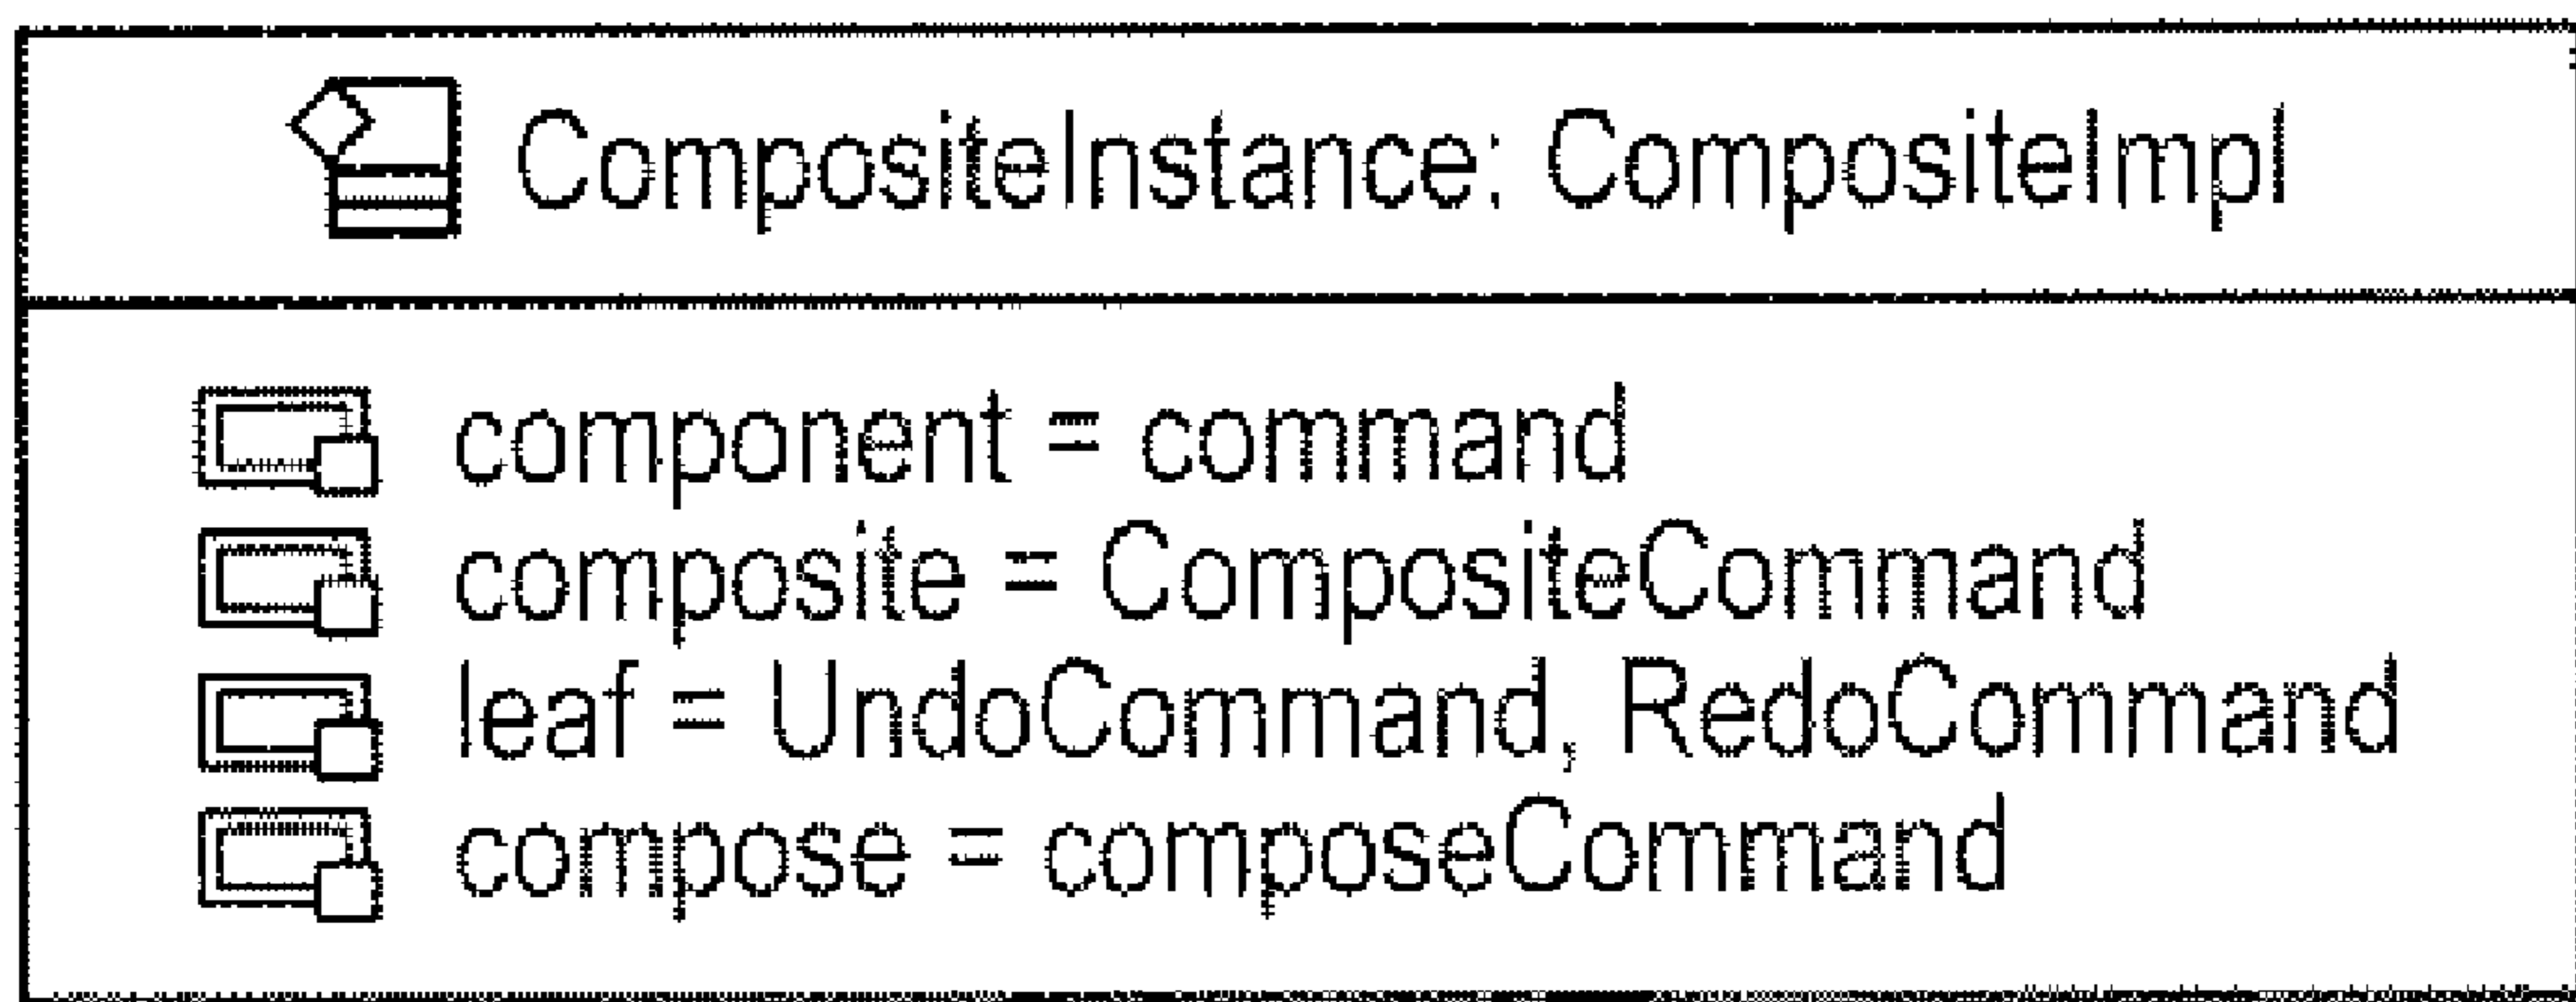 CompositeInstance: CompositeImpl
component = command
composite = CompositeCommand
leaf = UndoCommand, RedoCommand
compose = composeCommand